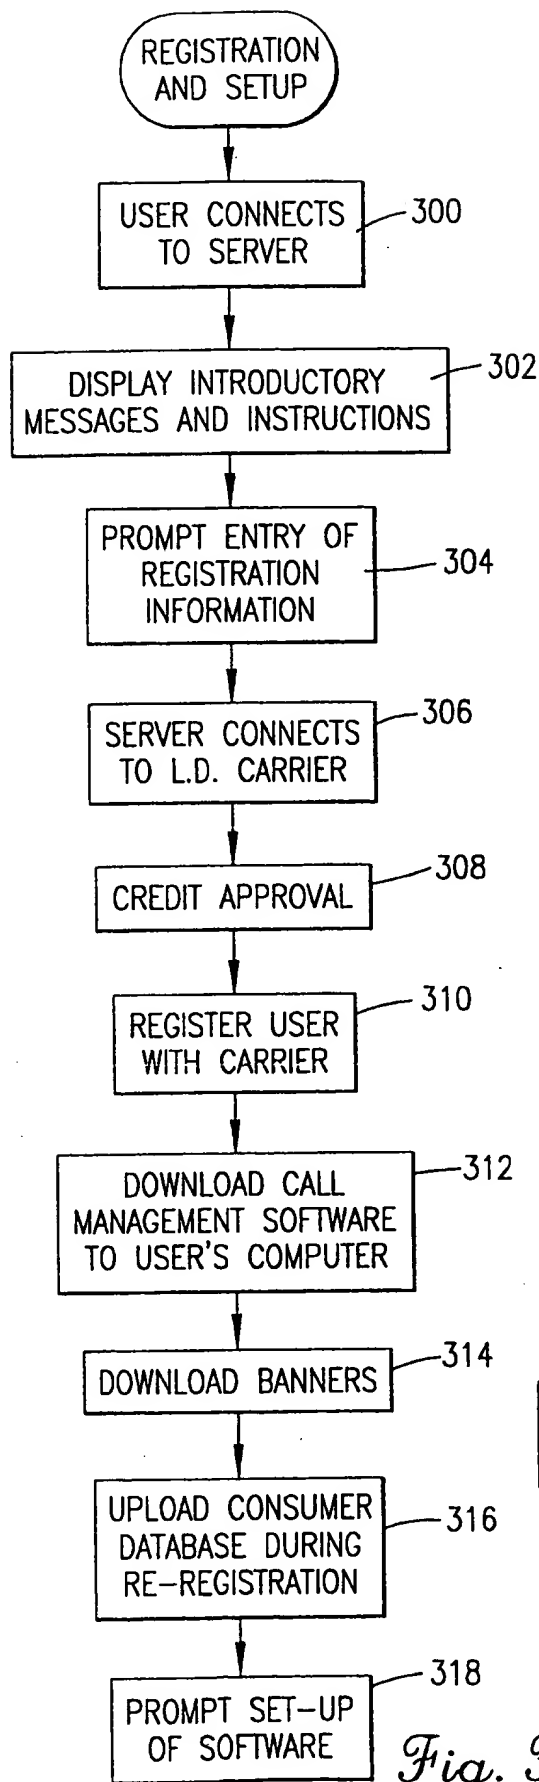 REGISTRATION
AND SETUP
USER CONNECTS
TO SERVER
300
DISPLAY INTRODUCTORY
MESSAGES AND INSTRUCTIONS
302
PROMPT ENTRY OF
REGISTRATION
INFORMATION
304
SERVER CONNECTS
TO L.D. CARRIER
306
CREDIT APPROVAL
308
REGISTER USER
WITH CARRIER
310
DOWNLOAD CALL
MANAGEMENT SOFTWARE
TO USER'S COMPUTER
312
DOWNLOAD BANNERS
314
UPLOAD CONSUMER
DATABASE DURING
RE-REGISTRATION
316
PROMPT SET-UP
OF SOFTWARE
318
Fig.